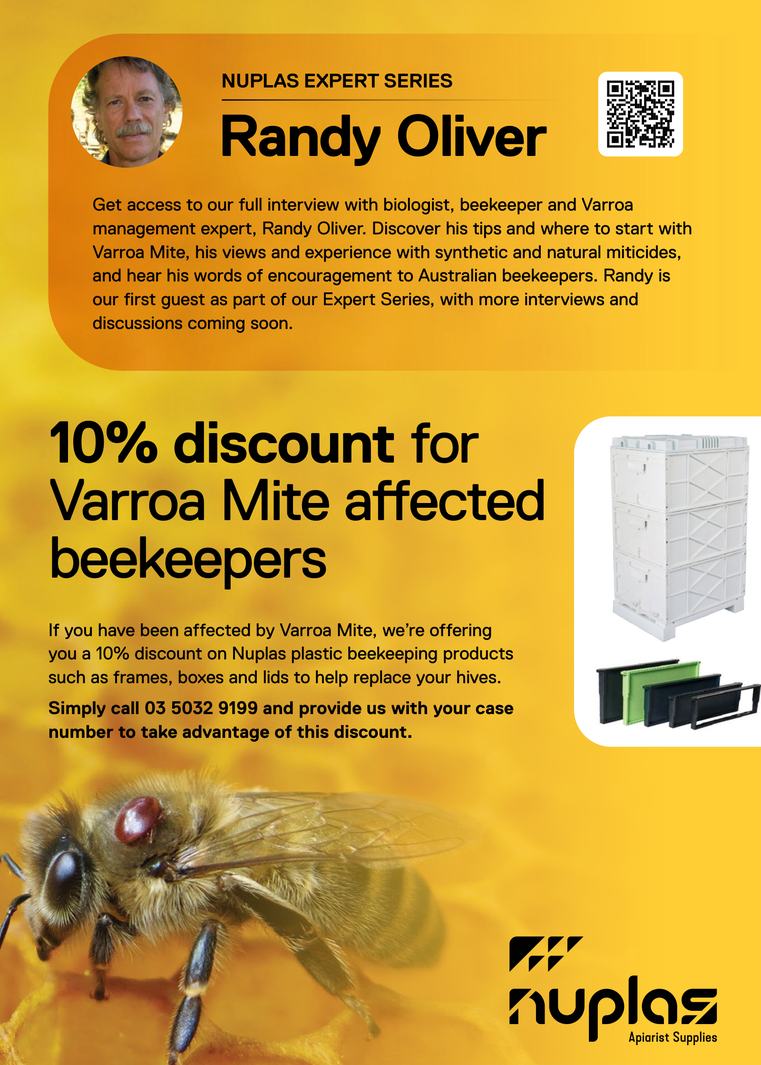 NUPLAS EXPERT SERIES
Randy Oliver
Get access to our full interview with biologist, beekeeper and Varroa
management expert, Randy Oliver. Discover his tips and where to start with
Varroa Mite, his views and experience with synthetic and natural miticides,
and hear his words of encouragement to Australian beekeepers. Randy is
our first guest as part of our Expert Series, with more interviews and
discussions coming soon.
10% discount for
Varroa Mite affected
beekeepers
If you have been affected by Varroa Mite, we’re offering
you a 10% discount on Nuplas plastic beekeeping products
such as frames, boxes and lids to help replace your hives.
Simply call 03 5032 9199 and provide us with your case
number to take advantage of this discount.
nuplas
Apiarist Supplies